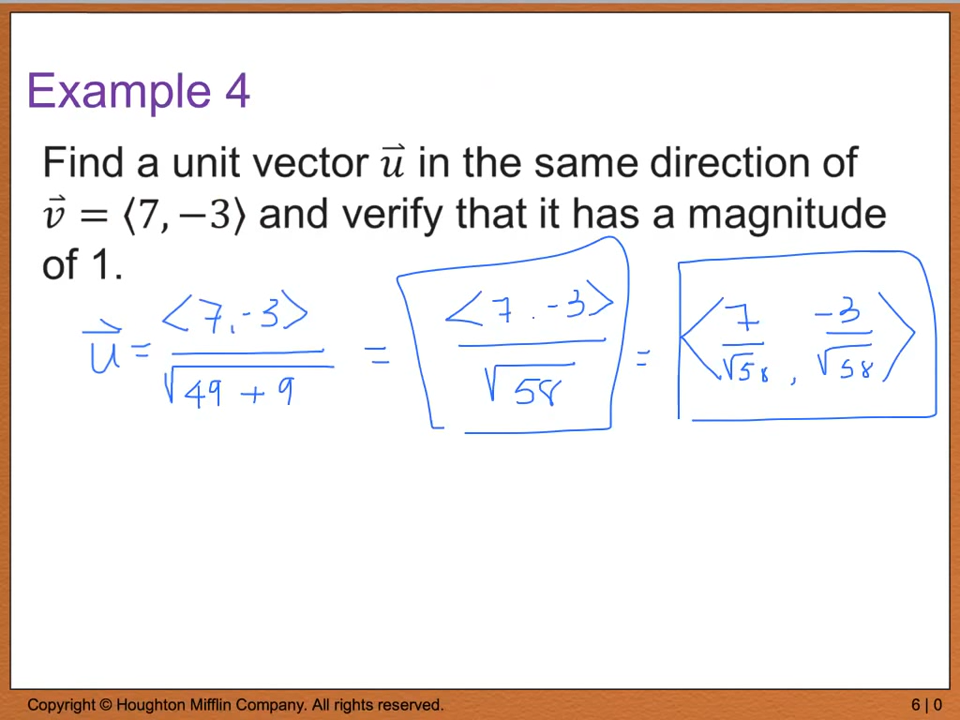 Example 4
Find a unit vector u⃗ in the same direction of
v⃗ = ⟨7, −3⟩ and verify that it has a magnitude
of 1.
u⃗ = <7, -3> / √(49 + 9) = <7, -3> / √58 = <7/√58, -3/√58>
Copyright © Houghton Mifflin Company. All rights reserved.
6 | 0